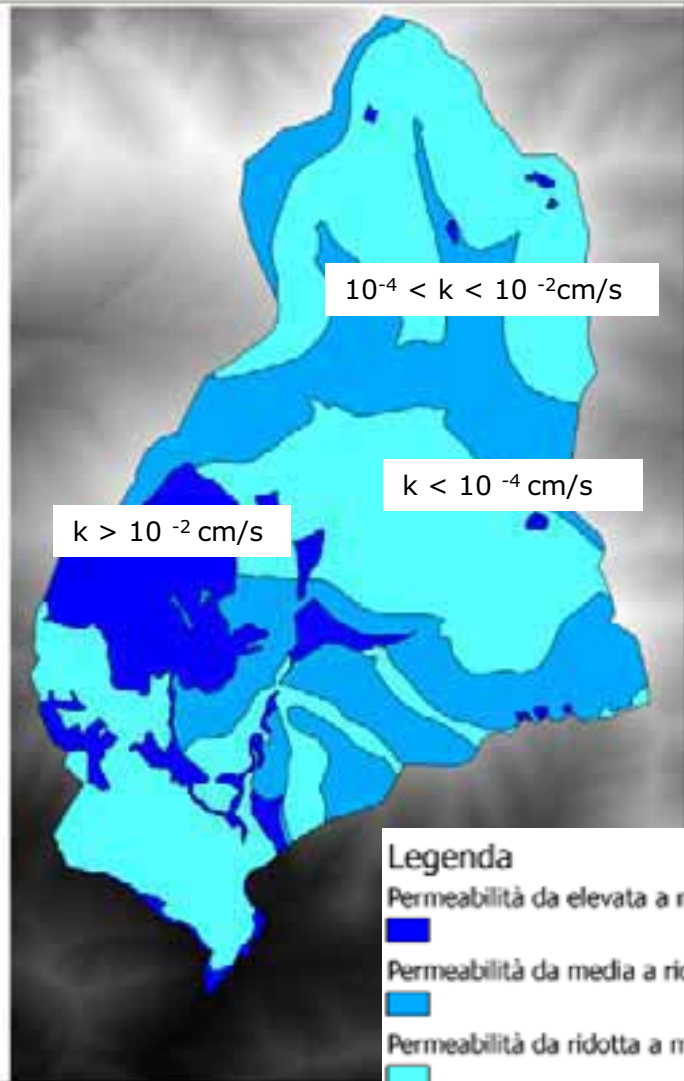 10⁻⁴ < k < 10 ⁻²cm/s
k < 10 ⁻⁴ cm/s
k > 10 ⁻² cm/s
Legenda
Permeabilità da elevata a
Permeabilità da media a
Permeabilità da ridotta a